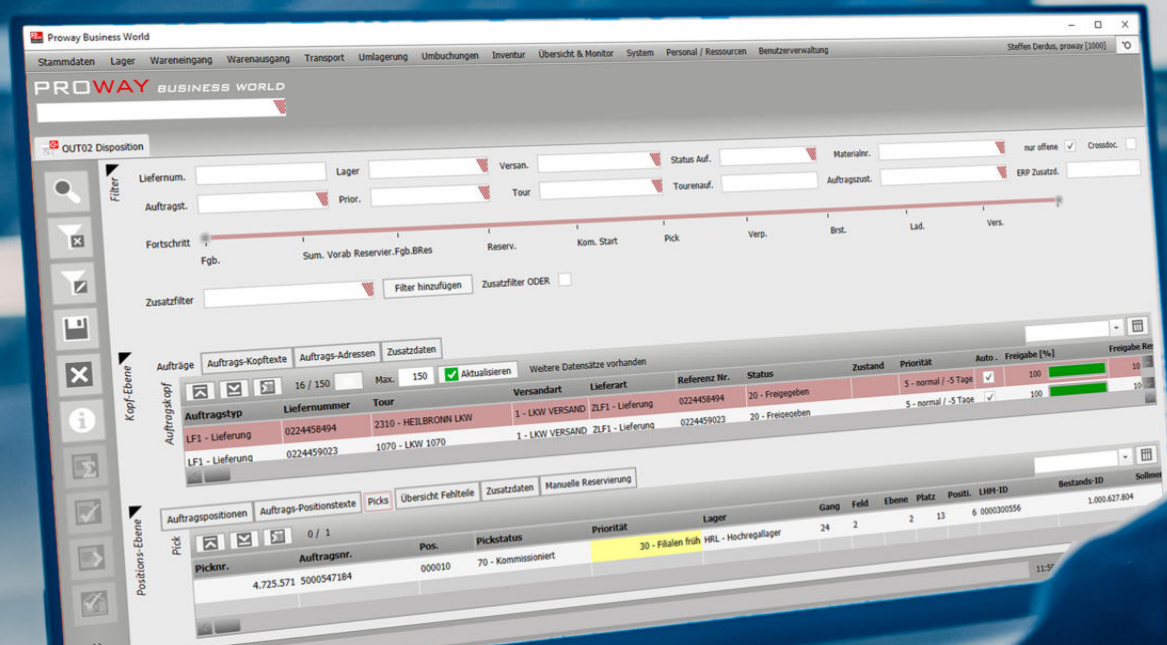 Proway Business World
Stammdaten Lager Wareneingang Warenausgang Transport Umlagerung Umbuchungen Inventur Übersicht & Monitor System Personal / Ressourcen Benutzerverwaltung Steffen Derdus, proway [1000]
PROWAY BUSINESS WORLD
OUT02 Disposition
Filter
Liefernum. Lager Versan. Status Auf. Materialnr. nur offene Crossdoc.
Auftragst. Prior. Tour Tourenauf. Auftragszust. ERP Zusatzd.
Fortschritt
Fgb. Sum. Vorab Reservier.Fgb.BRes Reserv. Kom. Start Pick Verp. Brst. Lad. Vers.
Zusatzfilter Filter hinzufügen Zusatzfilter ODER
Kopf-Ebene
Aufträge Auftrags-Kopftexte Auftrags-Adressen Zusatzdaten
Auftragskopf
16 / 150 Max. 150 Aktualisieren Weitere Datensätze vorhanden
Auftragstyp Liefernummer Tour Versandart Lieferart Referenz Nr. Status Zustand Priorität Auto . Freigabe [%] Freigabe Res
LF1 - Lieferung 0224458494 2310 - HEILBRONN LKW 1 - LKW VERSAND ZLF1 - Lieferung 0224458494 20 - Freigegeben 5 - normal / -5 Tage 100 10
LF1 - Lieferung 0224459023 1070 - LKW 1070 1 - LKW VERSAND ZLF1 - Lieferung 0224459023 20 - Freigegeben 5 - normal / -5 Tage 100 10
Positions-Ebene
Auftragspositionen Auftrags-Positionstexte Picks Übersicht Fehlteile Zusatzdaten Manuelle Reservierung
Pick
0 / 1
Picknr. Auftragsnr. Pos. Pickstatus Priorität Lager Gang Feld Ebene Platz Positi. LHM-ID Bestands-ID Sollmen
4.725.571 5000547184 000010 70 - Kommissioniert 30 - Filialen früh HRL - Hochregallager 24 2 2 13 6 0000300556 1.000.627.804